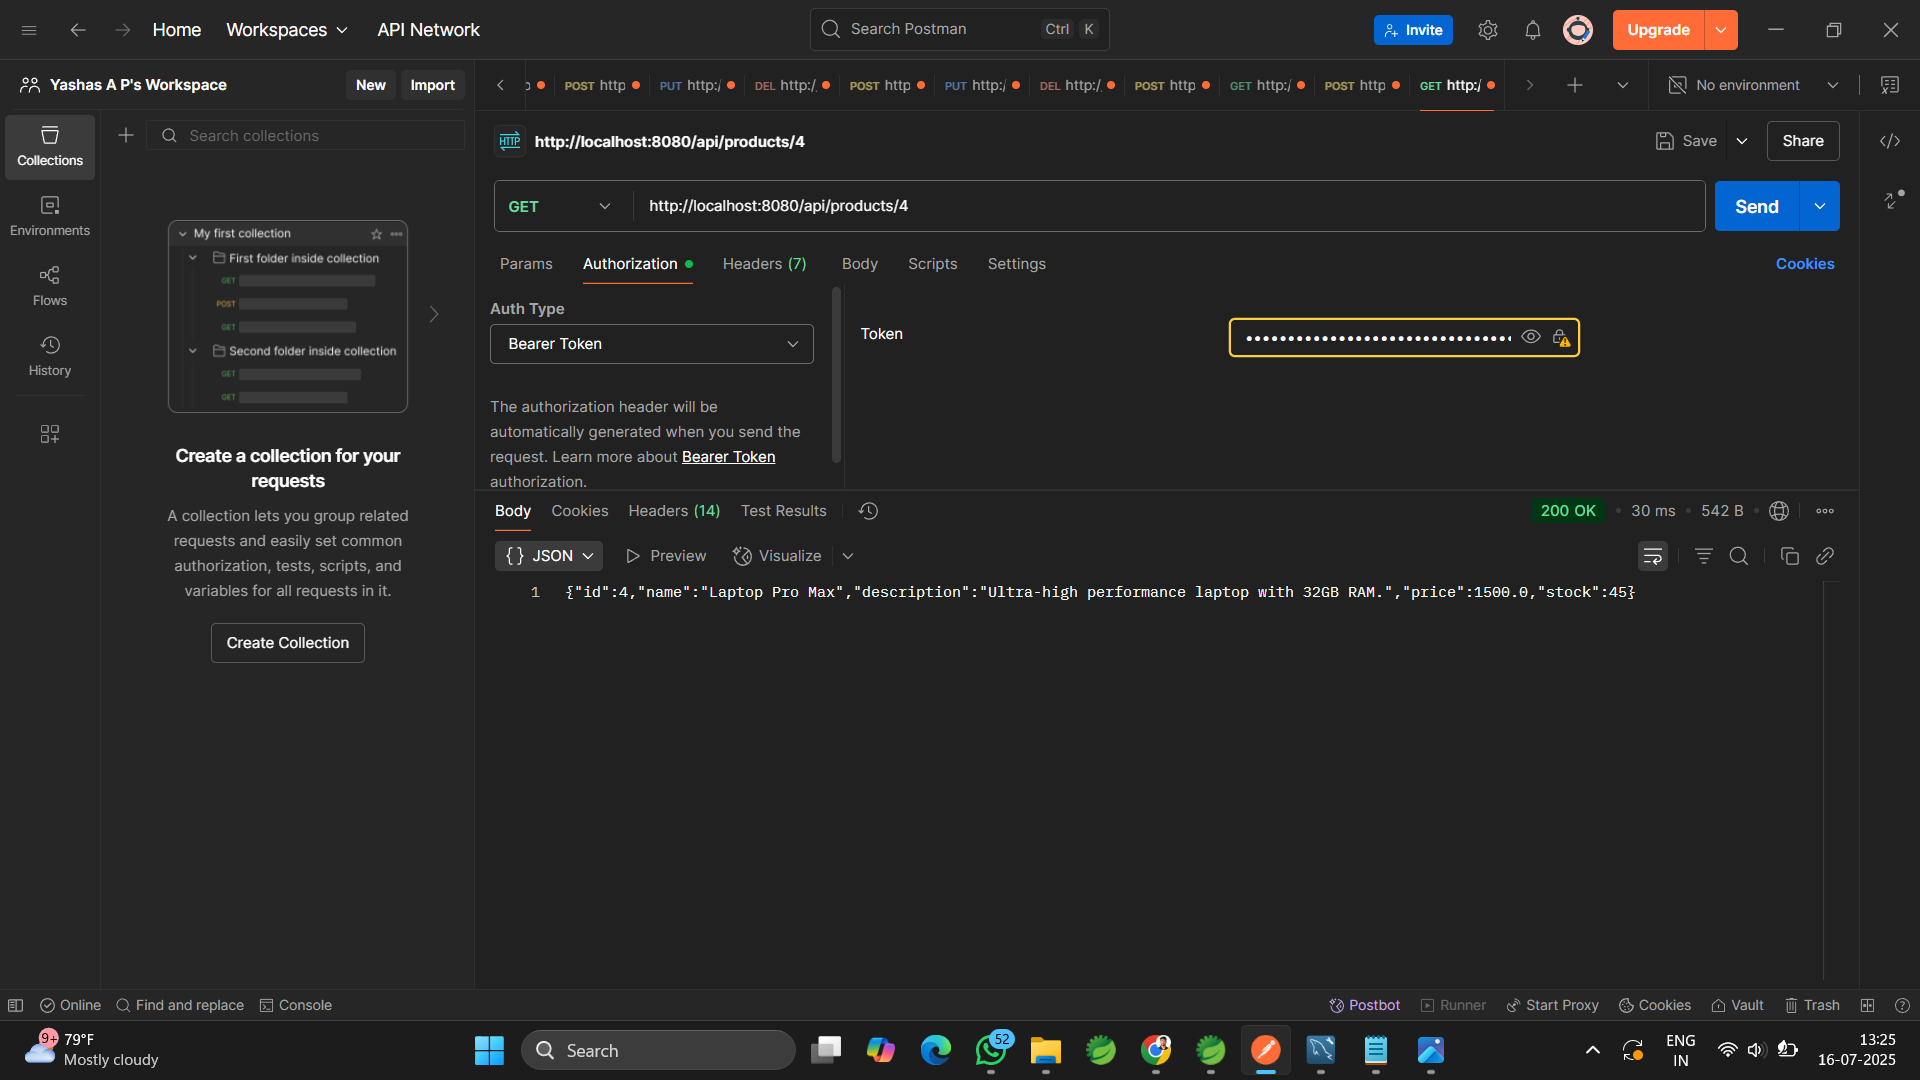 Home
Workspaces
API Network
Search Postman
Ctrl
K
Invite
Upgrade
Yashas A P's Workspace
New
Import
POST http
PUT http:/
DEL http:/
POST http
PUT http:/
DEL http:/
POST http
GET http:/
POST http
GET http:/
No environment
Collections
Environments
Flows
History
Search collections
My first collection
First folder inside collection
GET
POST
GET
Second folder inside collection
GET
GET
Create a collection for your
requests
A collection lets you group related
requests and easily set common
authorization, tests, scripts, and
variables for all requests in it.
Create Collection
HTTP
http://localhost:8080/api/products/4
Save
Share
GET
http://localhost:8080/api/products/4
Send
Params
Authorization
Headers (7)
Body
Scripts
Settings
Cookies
Auth Type
Bearer Token
The authorization header will be
automatically generated when you send the
request. Learn more about Bearer Token
authorization.
Token
Body
Cookies
Headers (14)
Test Results
200 OK
30 ms
542 B
{} JSON
Preview
Visualize
1 {"id":4,"name":"Laptop Pro Max","description":"Ultra-high performance laptop with 32GB RAM.","price":1500.0,"stock":45}
Online
Find and replace
Console
Postbot
Runner
Start Proxy
Cookies
Vault
Trash
9+
79°F
Mostly cloudy
Search
52
ENG
IN
13:25
16-07-2025